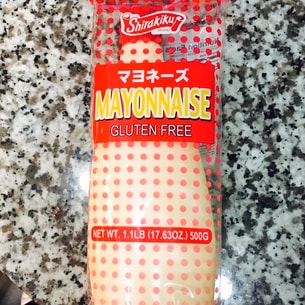 Shirakiku
マヨネーズ
MAYONNAISE
GLUTEN FREE
NET WT. 1.1LB (17.63OZ.) 500G